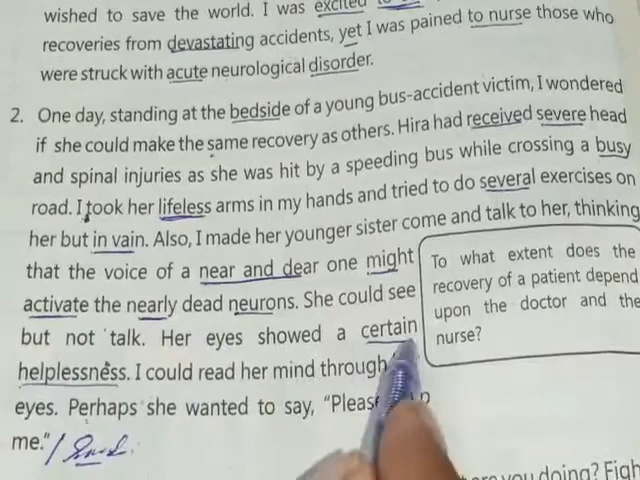 wished to save the world. I was excited
recoveries from devastating accidents, yet I was pained to nurse those who
were struck with acute neurological disorder.
2. One day, standing at the bedside of a young bus-accident victim, I wondered
if she could make the same recovery as others. Hira had received severe head
and spinal injuries as she was hit by a speeding bus while crossing a busy
road. I took her lifeless arms in my hands and tried to do several exercises on
her but in vain. Also, I made her younger sister come and talk to her, thinking
that the voice of a near and dear one might
activate the nearly dead neurons. She could see
but not talk. Her eyes showed a certain
helplessness. I could read her mind through
eyes. Perhaps she wanted to say, "Please
me."
To what extent does the
recovery of a patient depend
upon the doctor and the
nurse?
you doing?